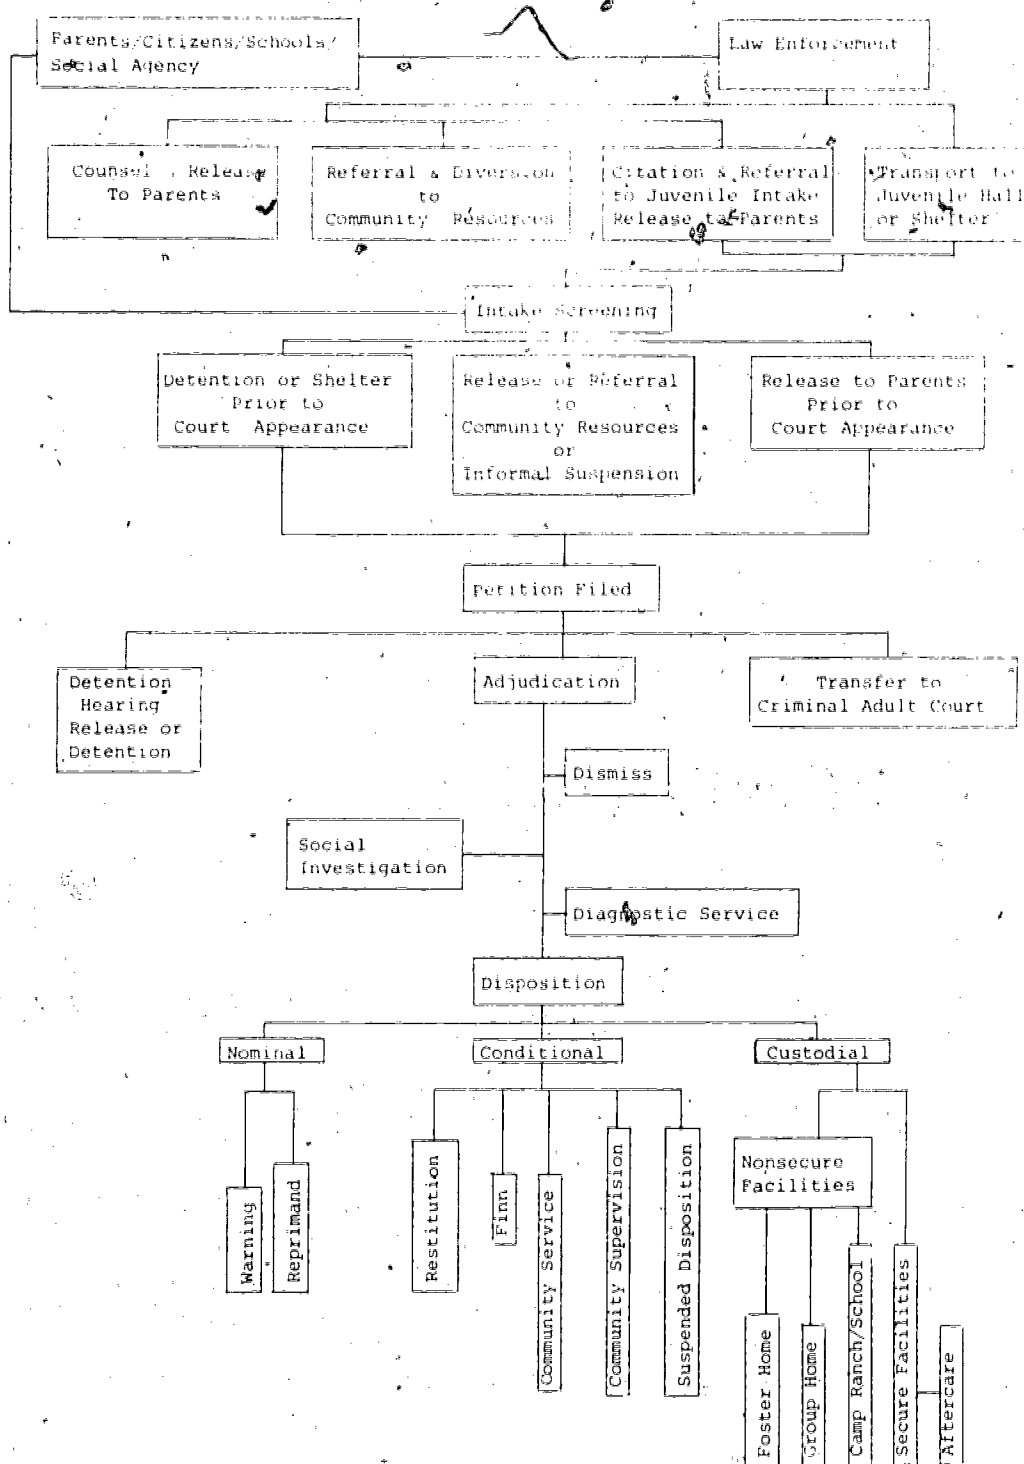 Parents/Citizens/Schools/
Social Agency
Law Enforcement
Counsel & Release
To Parents
Referral & Diversion
to
Community Resources
Citation & Referral
to Juvenile Intake
Release to Parents
Transport to
Juvenile Hall
or Shelter
Intake Screening
Detention or Shelter
Prior to
Court Appearance
Release or Referral
to
Community Resources
or
Informal Suspension
Release to Parents
Prior to
Court Appearance
Petition Filed
Detention
Hearing
Release or
Detention
Adjudication
Transfer to
Criminal Adult Court
Dismiss
Social
Investigation
Diagnostic Service
Disposition
Nominal
Conditional
Custodial
Warning
Reprimand
Restitution
Finn
Community Service
Community Supervision
Suspended Disposition
Nonsecure
Facilities
Foster Home
Group Home
Camp Ranch/School
Secure Facilities
Aftercare